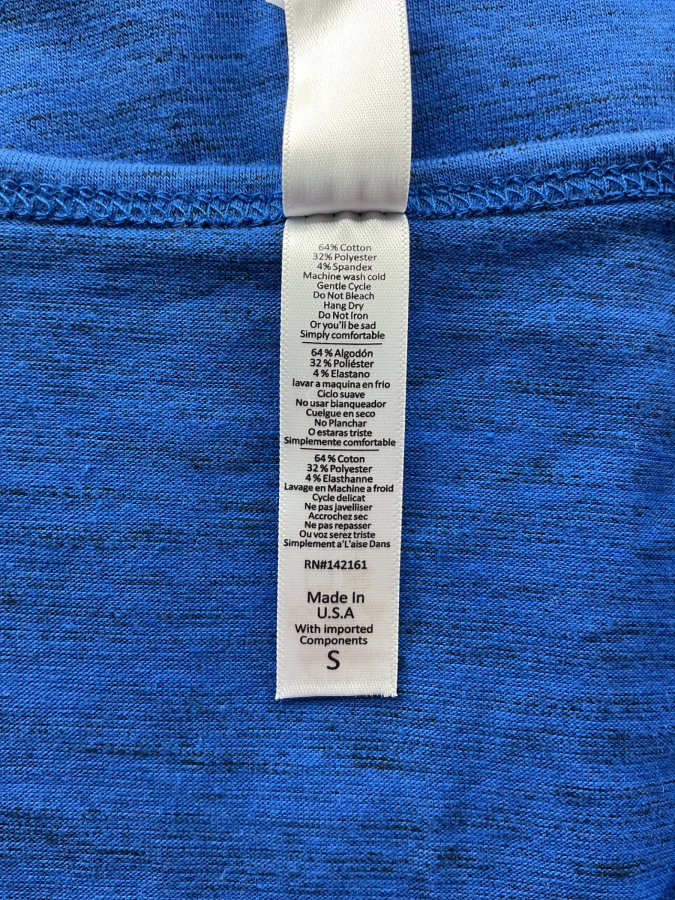 64% Cotton
32% Polyester
4% Spandex
Machine wash cold
Gentle Cycle
Do Not Bleach
Hang Dry
Do Not Iron
Or you'll be sad
Simply comfortable
64% Algodón
32% Poliéster
4% Elastano
lavar a maquina en frio
Ciclo suave
No usar bianqueador
Cuelgue en seco
No Planchar
O estaras triste
Simplemente comfortable
64% Coton
32% Polyester
4% Elasthanne
Lavage en Machine a froid
Cycle delicat
Ne pas javelliser
Accrochez sec
Ne pas repasser
Ou voz serez triste
Simplement a'L'aise Dans
RN#142161
Made In
U.S.A
With imported
Components
S